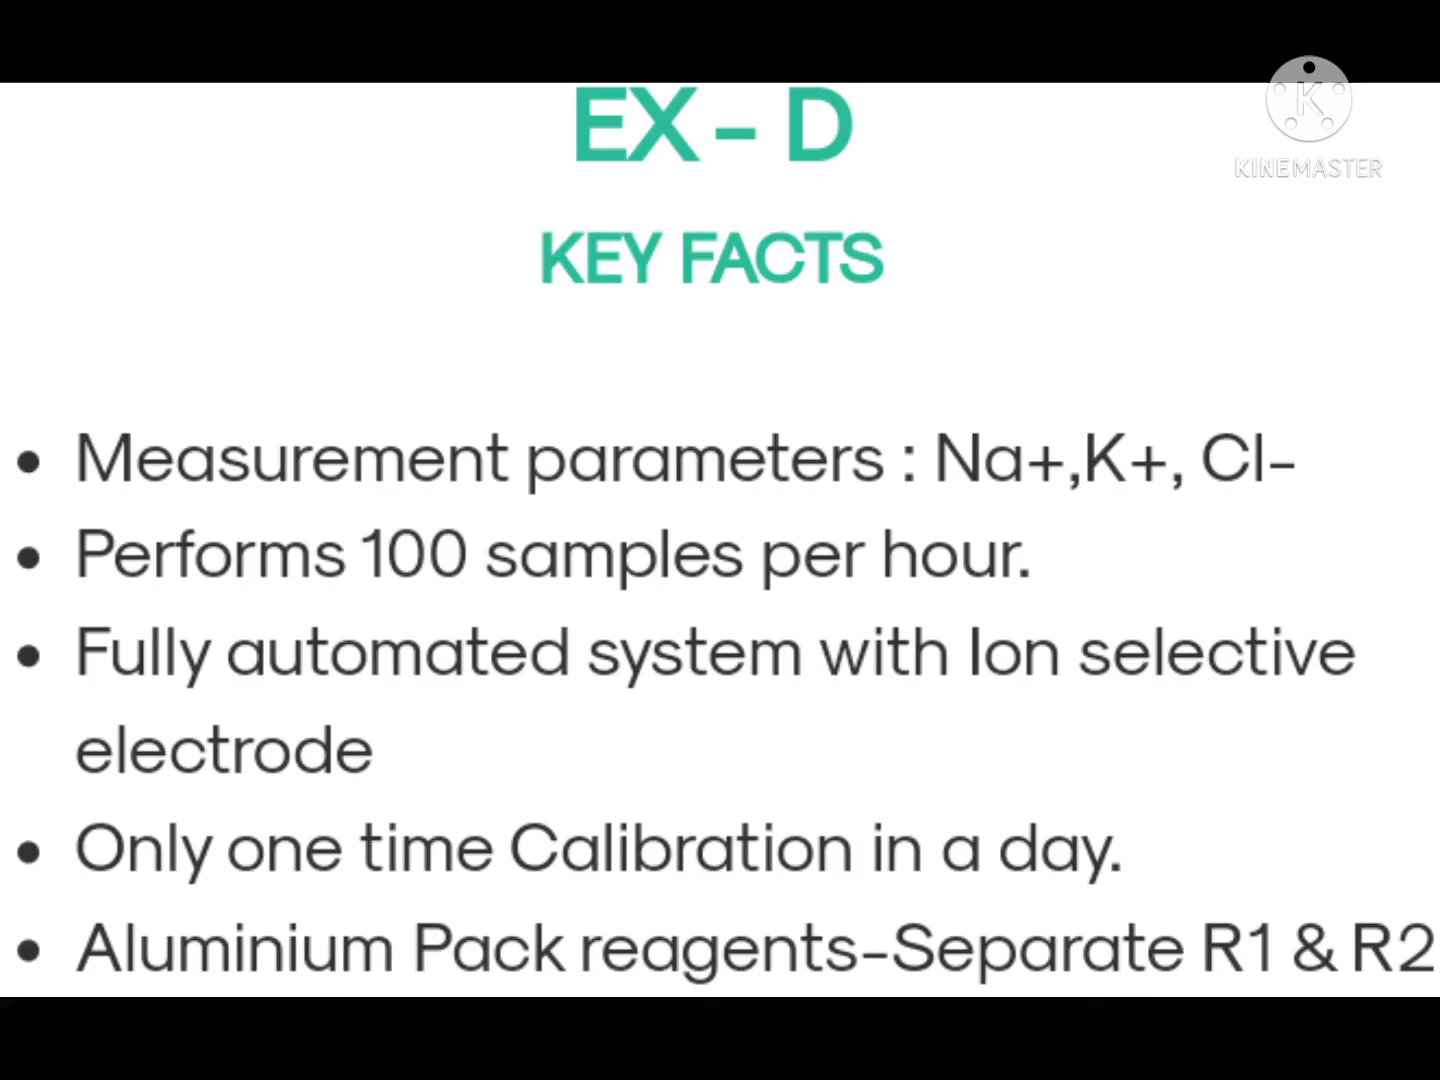 EX - D
K
KINEMASTER
KEY FACTS
• Measurement parameters : Na+,K+, Cl-
• Performs 100 samples per hour.
• Fully automated system with Ion selective
electrode
• Only one time Calibration in a day.
• Aluminium Pack reagents-Separate R1 & R2